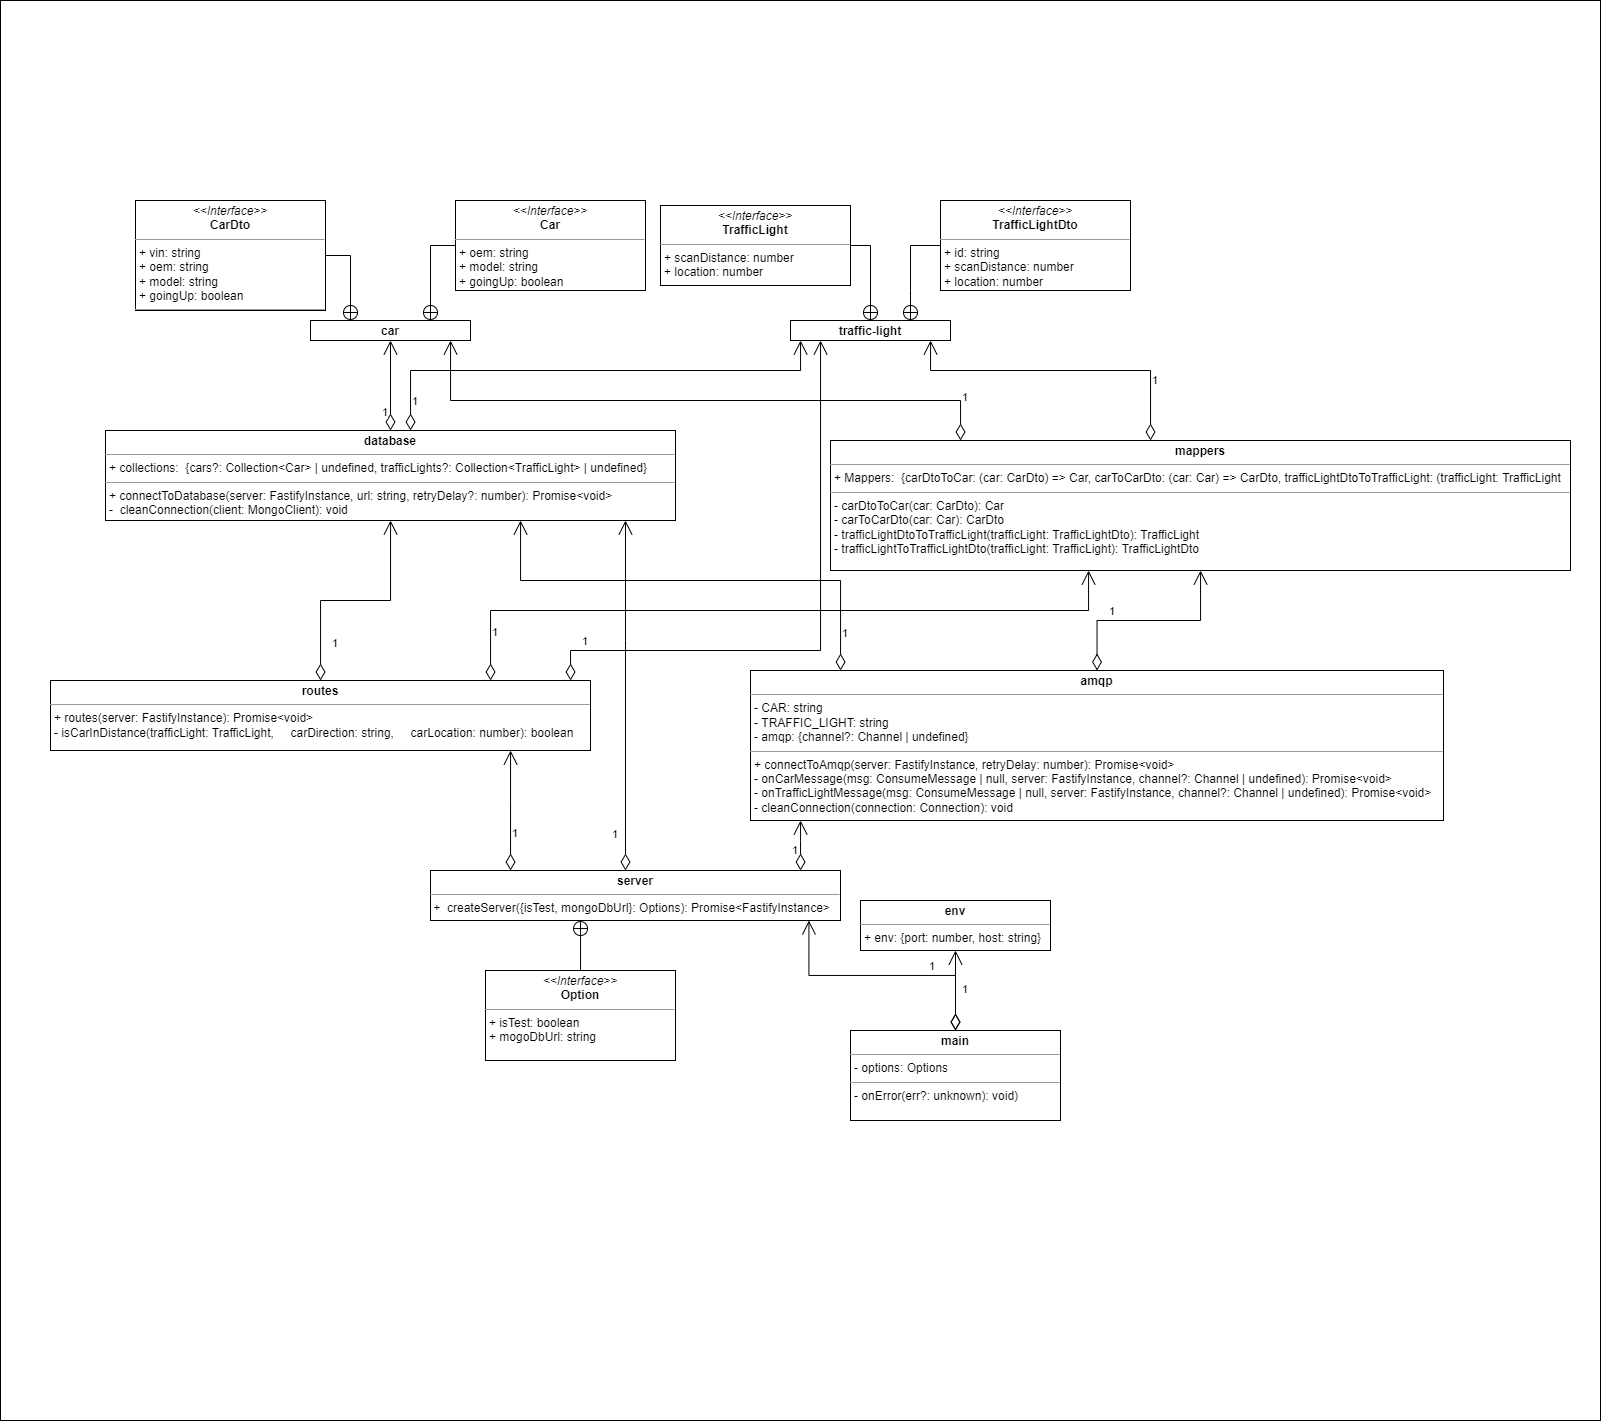 <<Interface>>
CarDto
+ vin: string
+ oem: string
+ model: string
+ goingUp: boolean
<<Interface>>
Car
+ oem: string
+ model: string
+ goingUp: boolean
<<Interface>>
TrafficLight
+ scanDistance: number
+ location: number
<<Interface>>
TrafficLightDto
+ id: string
+ scanDistance: number
+ location: number
car
traffic-light
1
1
1
1
database
+ collections:  {cars?: Collection<Car> | undefined, trafficLights?: Collection<TrafficLight> | undefined}
+ connectToDatabase(server: FastifyInstance, url: string, retryDelay?: number): Promise<void>
-  cleanConnection(client: MongoClient): void
mappers
+ Mappers:  {carDtoToCar: (car: CarDto) => Car, carToCarDto: (car: Car) => CarDto, trafficLightDtoToTrafficLight: (trafficLight: TrafficLight
- carDtoToCar(car: CarDto): Car
- carToCarDto(car: Car): CarDto
- trafficLightDtoToTrafficLight(trafficLight: TrafficLightDto): TrafficLight
- trafficLightToTrafficLightDto(trafficLight: TrafficLight): TrafficLightDto
1
1
1
1
1
routes
+ routes(server: FastifyInstance): Promise<void>
- isCarInDistance(trafficLight: TrafficLight,     carDirection: string,     carLocation: number): boolean
amqp
- CAR: string
- TRAFFIC_LIGHT: string
- amqp: {channel?: Channel | undefined}
+ connectToAmqp(server: FastifyInstance, retryDelay: number): Promise<void>
- onCarMessage(msg: ConsumeMessage | null, server: FastifyInstance, channel?: Channel | undefined): Promise<void>
- onTrafficLightMessage(msg: ConsumeMessage | null, server: FastifyInstance, channel?: Channel | undefined): Promise<void>
- cleanConnection(connection: Connection): void
1
1
1
server
+  createServer({isTest, mongoDbUrl}: Options): Promise<FastifyInstance>
env
+ env: {port: number, host: string}
1
1
<<Interface>>
Option
+ isTest: boolean
+ mogoDbUrl: string
main
- options: Options
- onError(err?: unknown): void)